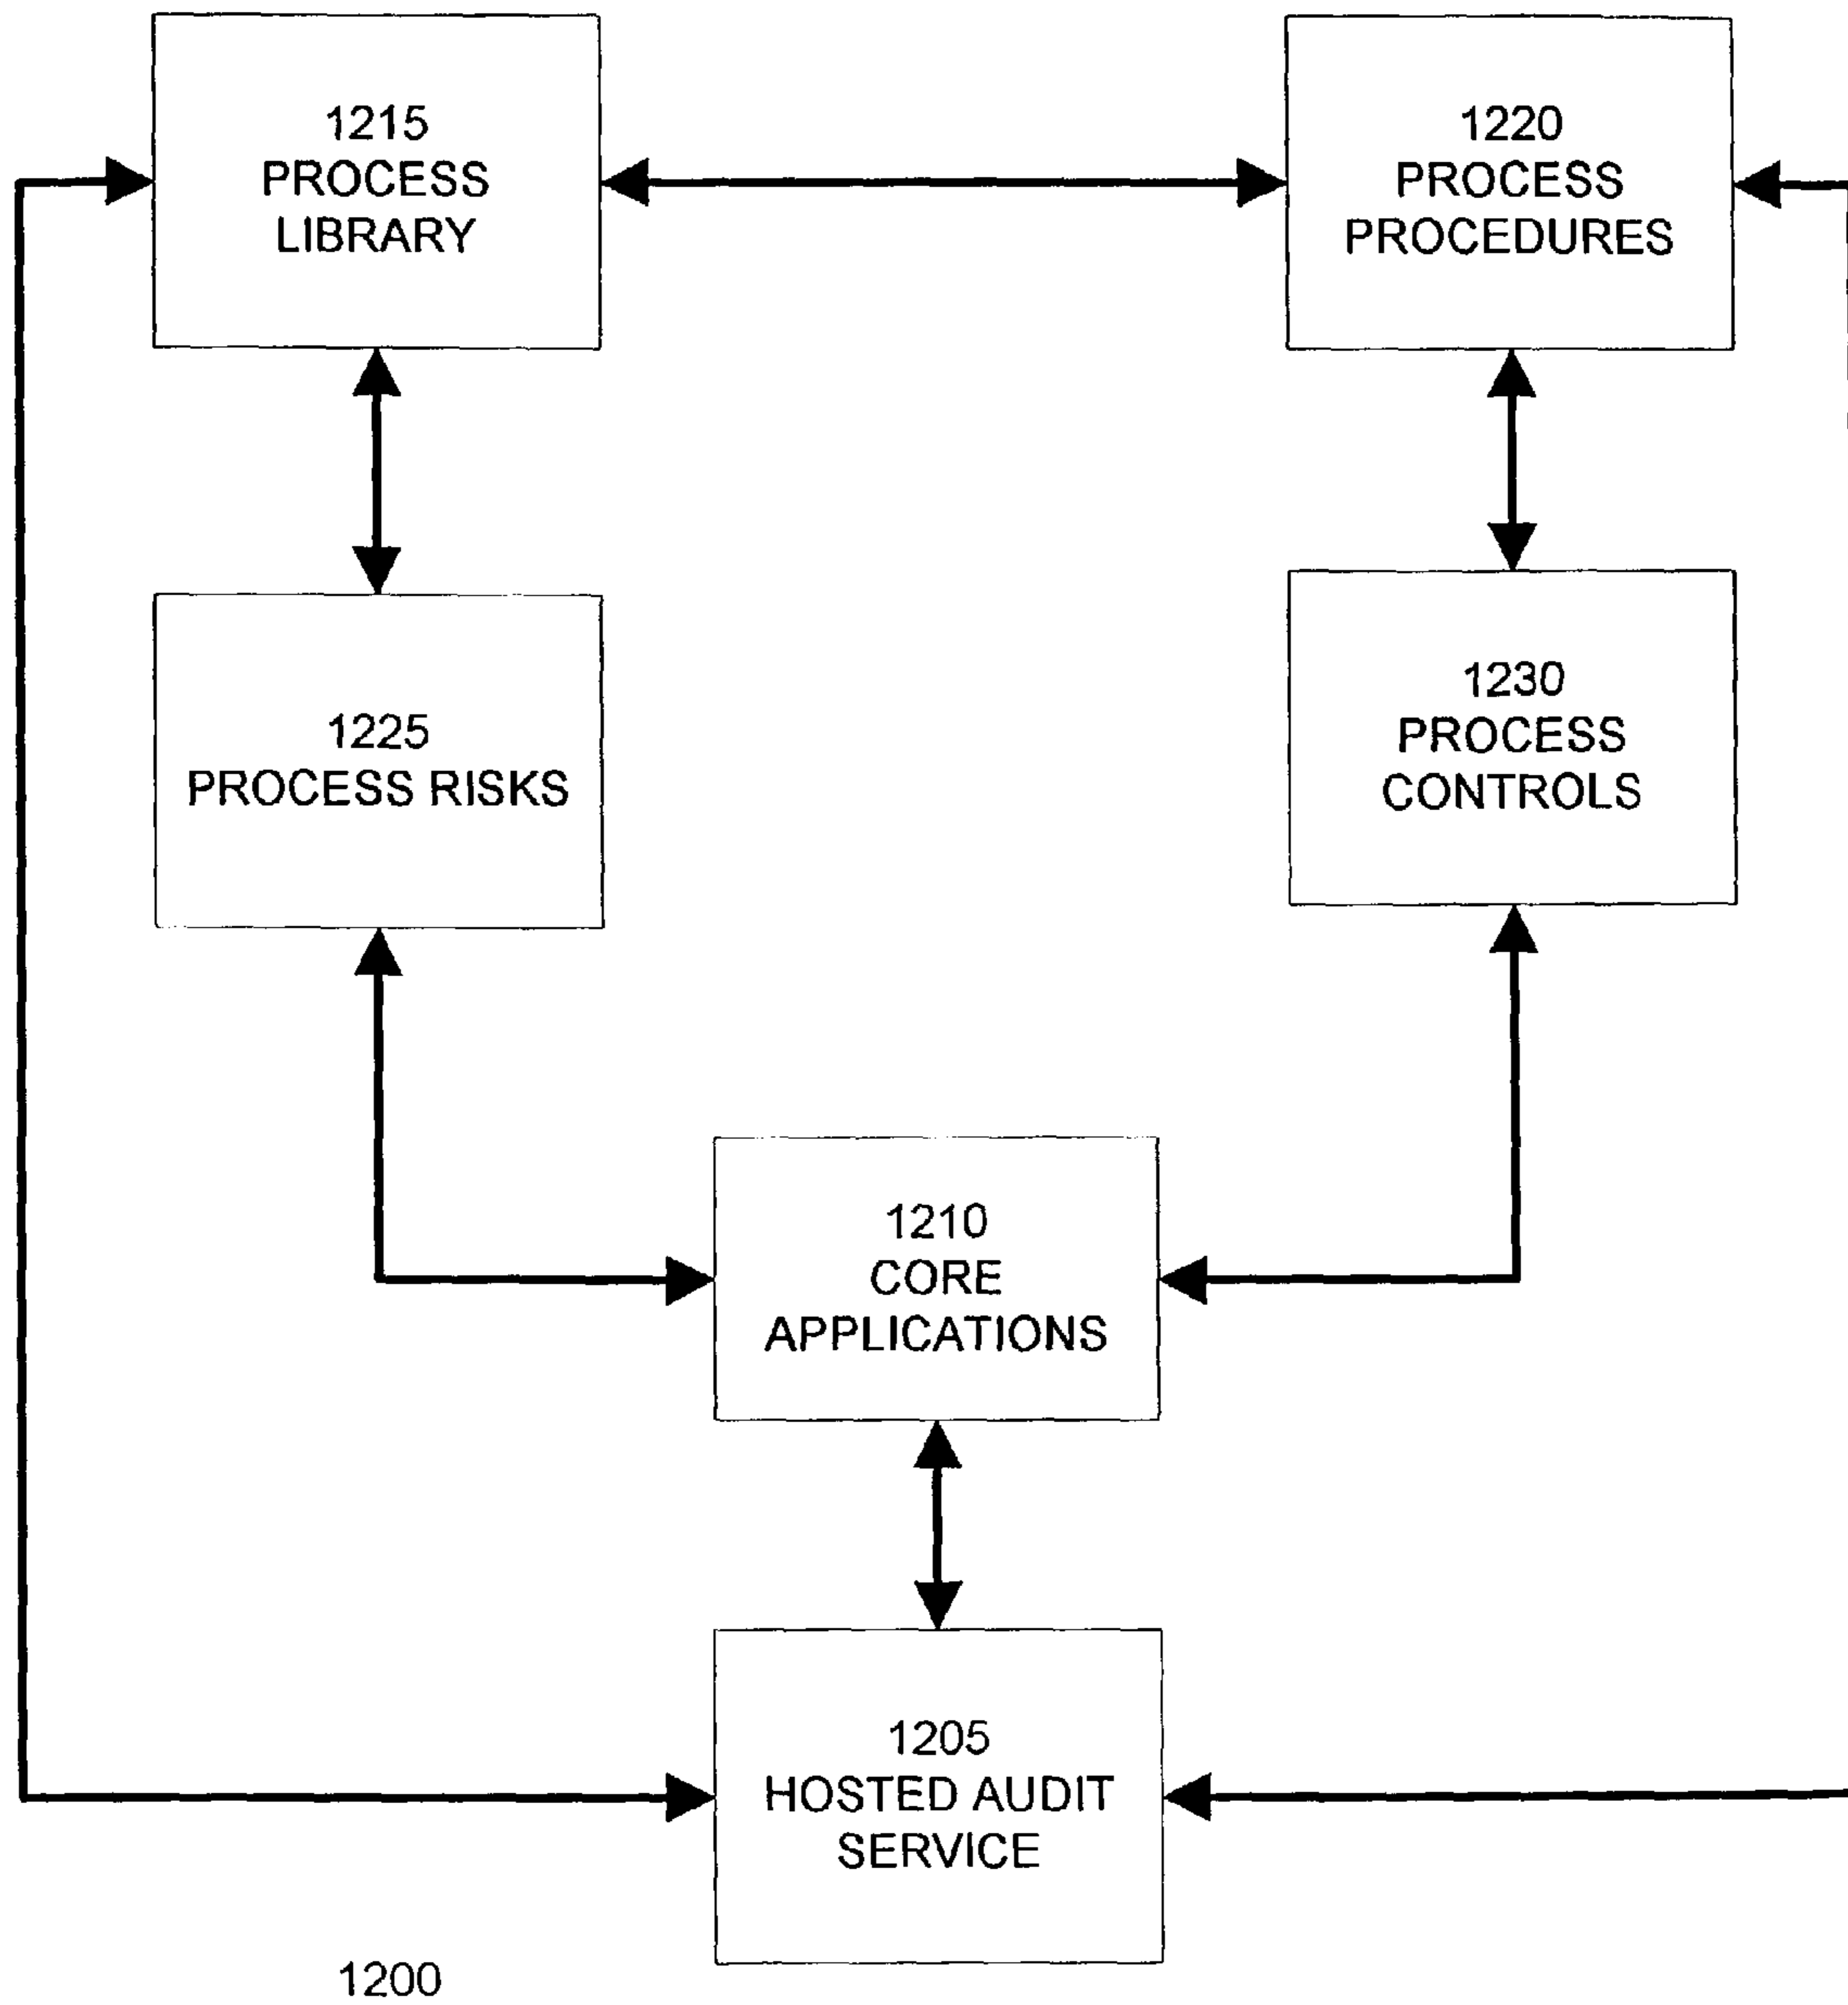 1215
PROCESS
LIBRARY
1220
PROCESS
PROCEDURES
1225
PROCESS RISKS
1230
PROCESS
CONTROLS
1210
CORE
APPLICATIONS
1205
HOSTED AUDIT
SERVICE
1200